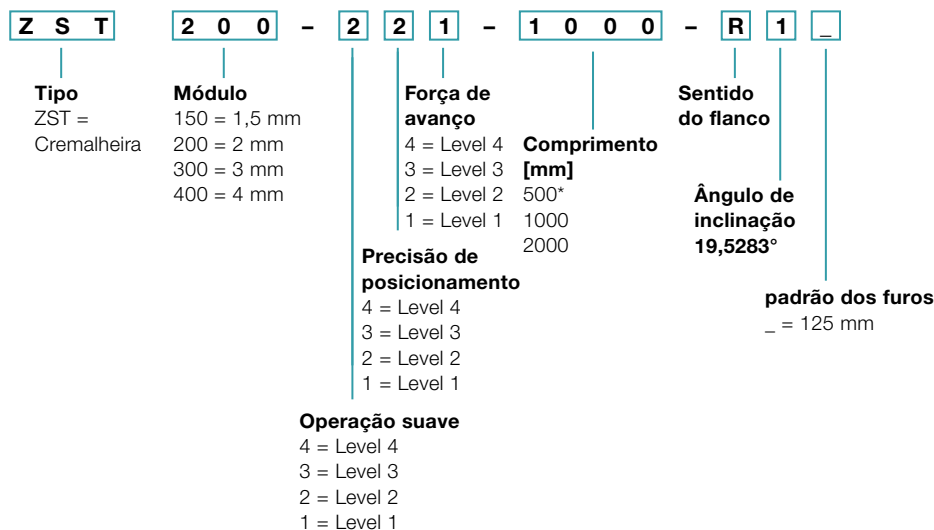 Z S T 2 0 0 – 2 2 1 – 1 0 0 0 – R 1 _
Tipo
ZST =
Cremalheira
Módulo
150 = 1,5 mm
200 = 2 mm
300 = 3 mm
400 = 4 mm
Força de
avanço
4 = Level 4
3 = Level 3
2 = Level 2
1 = Level 1
Comprimento
[mm]
500*
1000
2000
Sentido
do flanco
Ângulo de
inclinação
19,5283°
Precisão de
posicionamento
4 = Level 4
3 = Level 3
2 = Level 2
1 = Level 1
padrão dos furos
_ = 125 mm
Operação suave
4 = Level 4
3 = Level 3
2 = Level 2
1 = Level 1